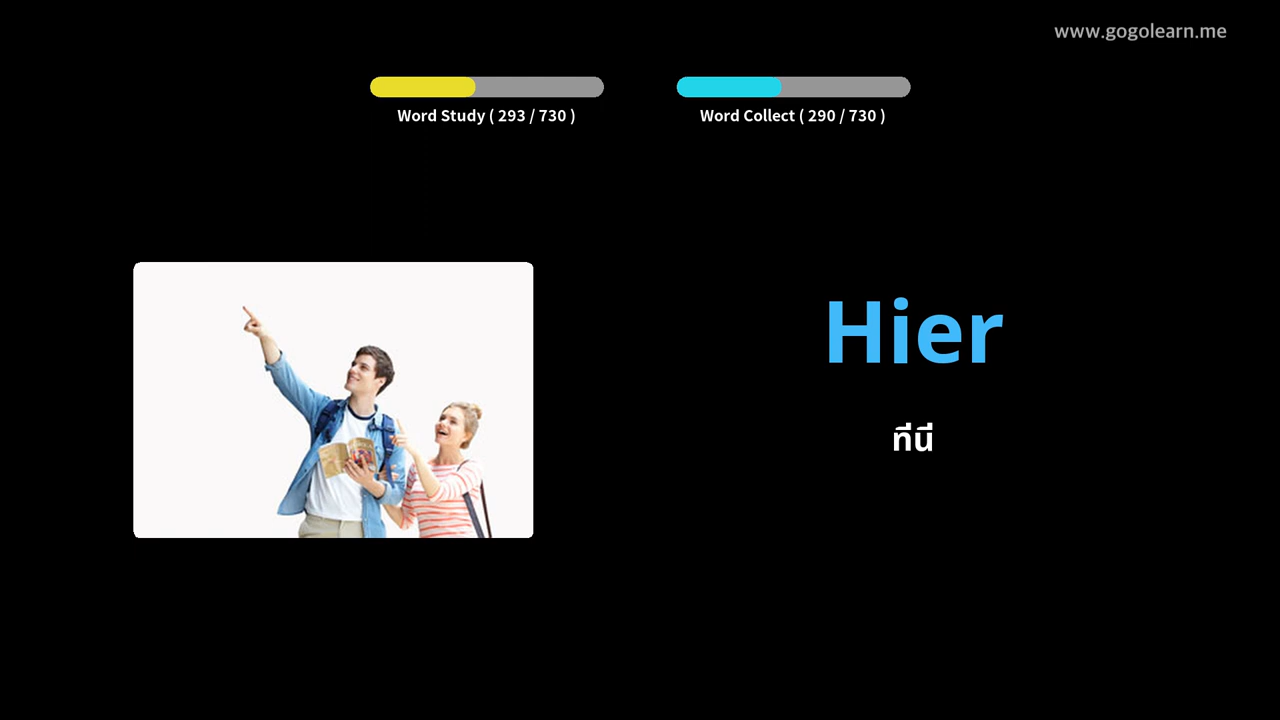 www.gogolearn.me
Word Study ( 293 / 730 )
Word Collect ( 290 / 730 )
Hier
ที่นี่